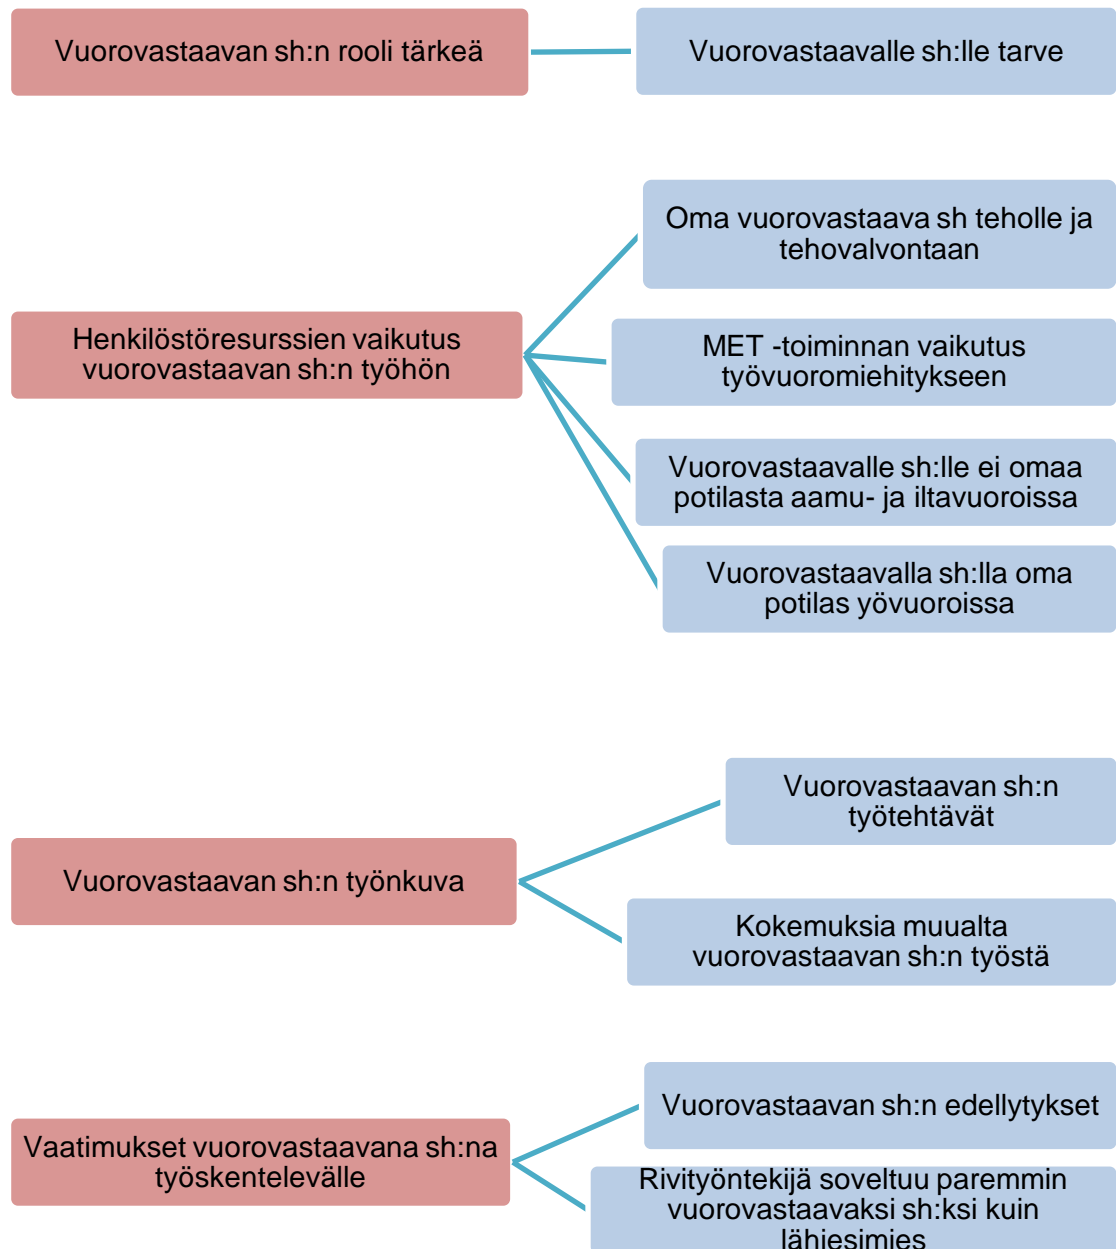 Vuorovastaavan sh:n rooli tärkeä
Vuorovastaavalle sh:lle tarve
Henkilöstöresurssien vaikutus
vuorovastaavan sh:n työhön
Oma vuorovastaava sh teholle ja
tehovalvontaan
MET -toiminnan vaikutus
työvuoromiehitykseen
Vuorovastaavalle sh:lle ei omaa
potilasta aamu- ja iltavuoroissa
Vuorovastaavalla sh:lla oma
potilas yövuoroissa
Vuorovastaavan sh:n työnkuva
Vuorovastaavan sh:n
työtehtävät
Kokemuksia muualta
vuorovastaavan sh:n työstä
Vaatimukset vuorovastaavana sh:na
työskentelevälle
Vuorovastaavan sh:n edellytykset
Rivityöntekijä soveltuu paremmin
vuorovastaavaksi sh:ksi kuin
lähiesimies